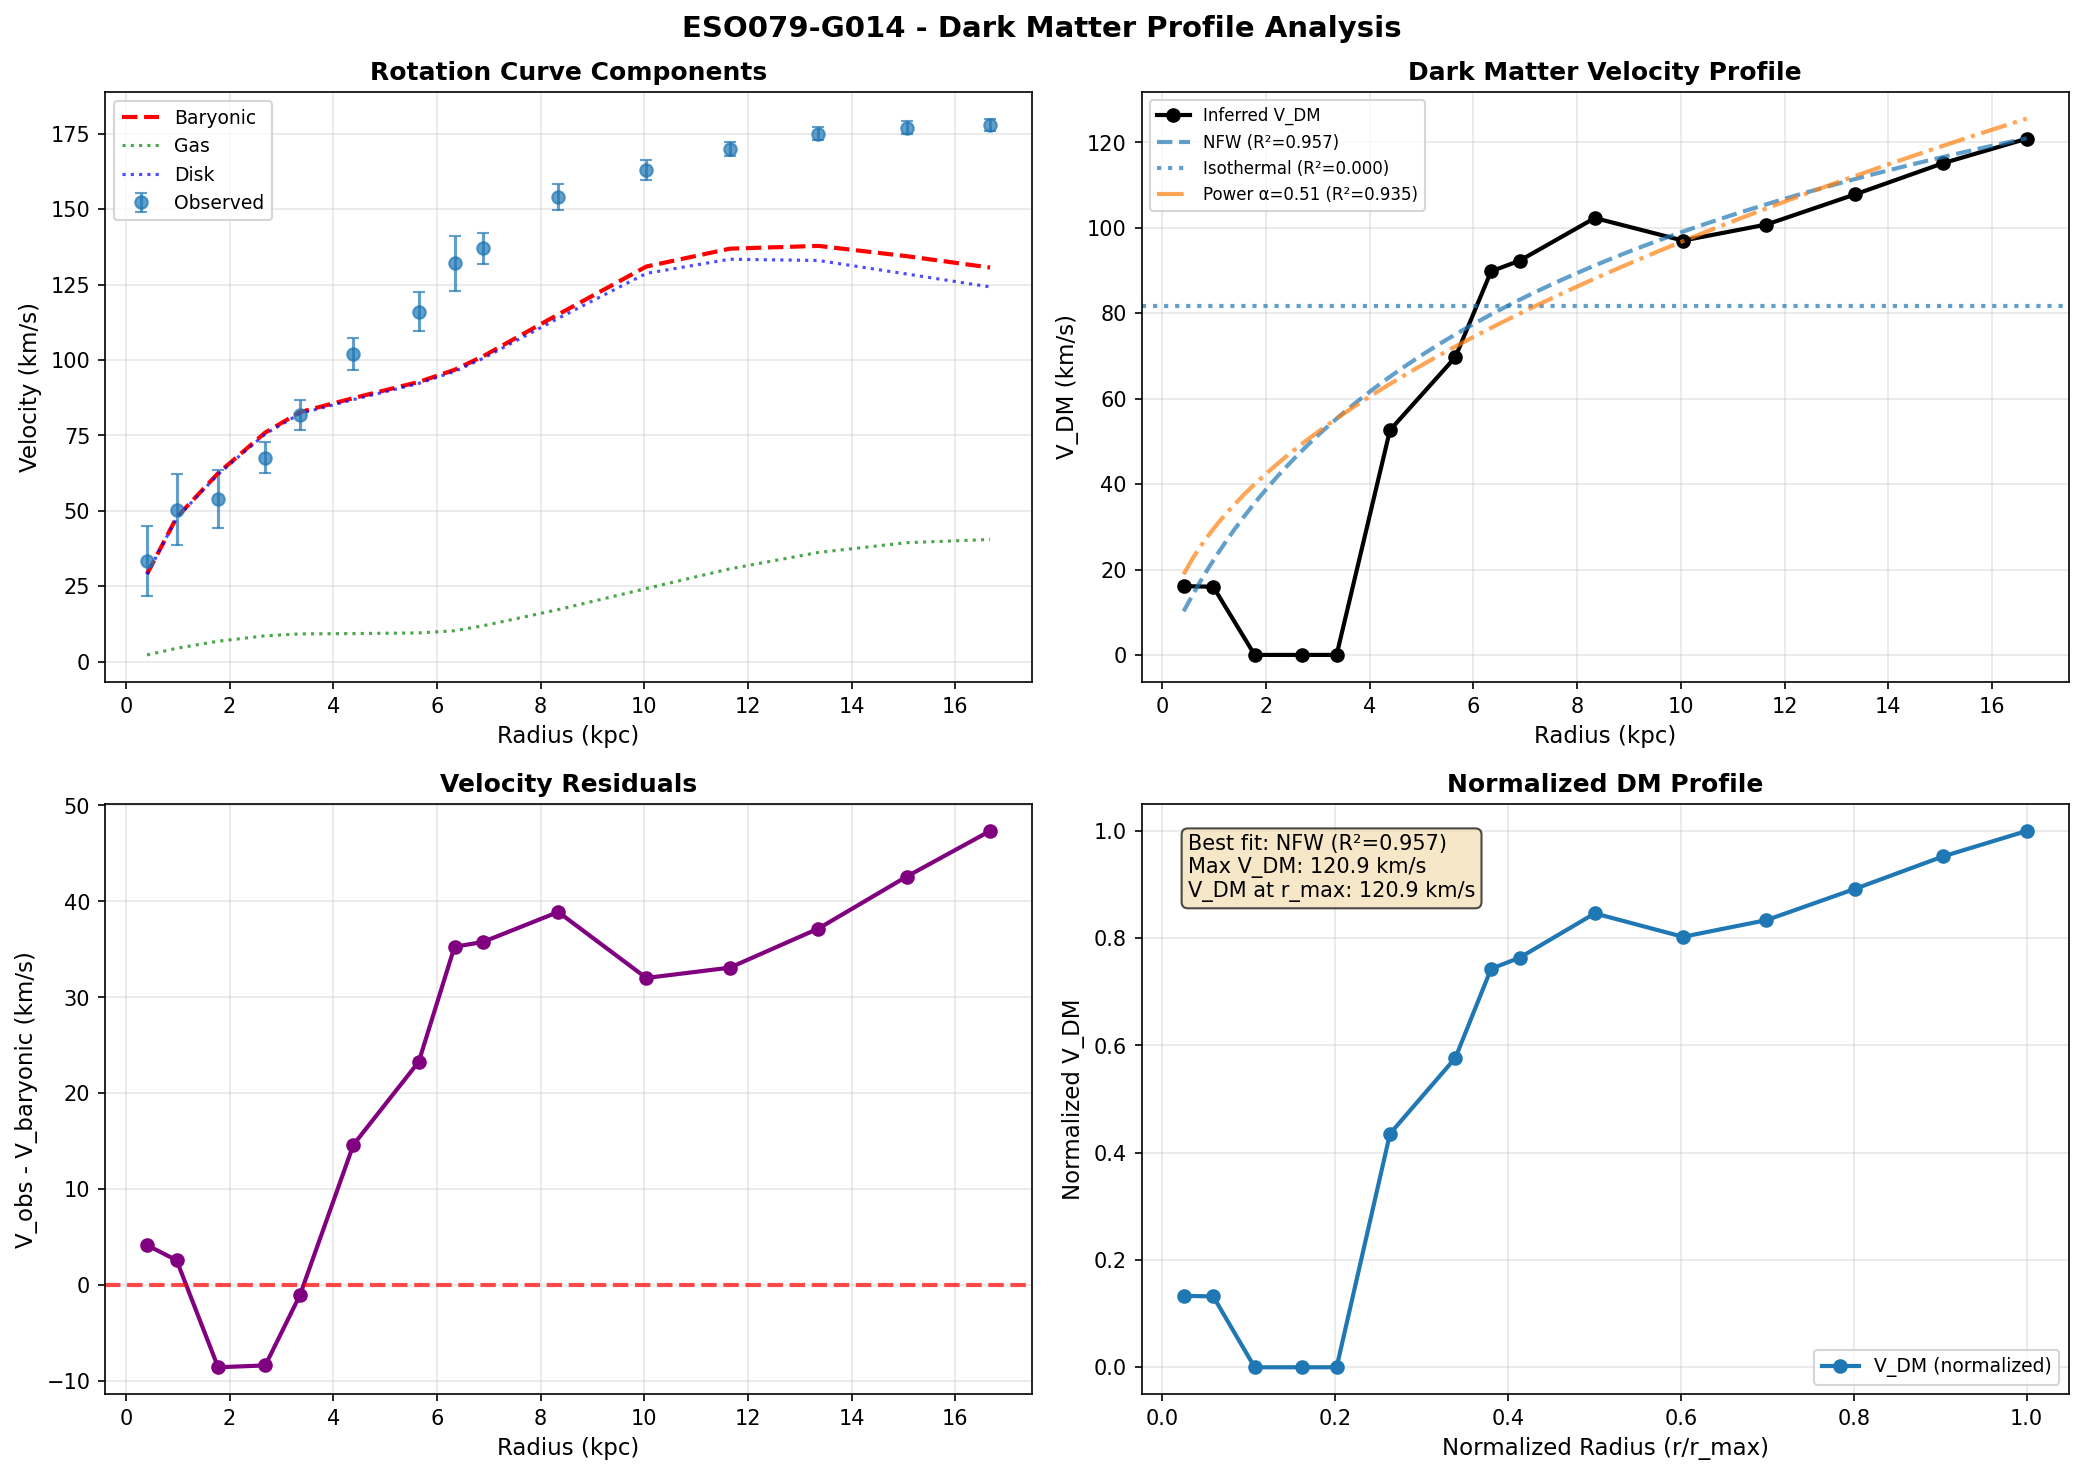 ESO079-G014 - Dark Matter Profile Analysis
Rotation Curve Components
Baryonic
Gas
Disk
Observed
Velocity (km/s)
175
150
125
100
75
50
25
0
0 2 4 6 8 10 12 14 16
Radius (kpc)
Dark Matter Velocity Profile
Inferred V_DM
NFW (R²=0.957)
Isothermal (R²=0.000)
Power α=0.51 (R²=0.935)
V_DM (km/s)
120
100
80
60
40
20
0
0 2 4 6 8 10 12 14 16
Radius (kpc)
Velocity Residuals
V_obs - V_baryonic (km/s)
50
40
30
20
10
0
−10
0 2 4 6 8 10 12 14 16
Radius (kpc)
Normalized DM Profile
Best fit: NFW (R²=0.957)
Max V_DM: 120.9 km/s
V_DM at r_max: 120.9 km/s
Normalized V_DM
1.0
0.8
0.6
0.4
0.2
0.0
V_DM (normalized)
0.0 0.2 0.4 0.6 0.8 1.0
Normalized Radius (r/r_max)